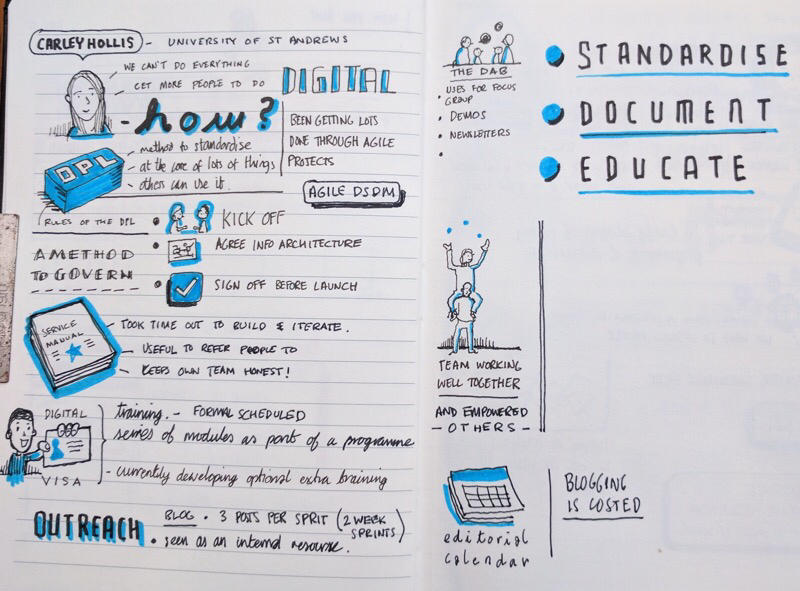 CARLEY HOLLIS - UNIVERSITY OF ST ANDREWS
WE CAN'T DO EVERYTHING
GET MORE PEOPLE TO DO DIGITAL
- how?
BEEN GETTING LOTS
DONE THROUGH AGILE
PROTECTS
DPL
method to standardise
at the core of lots of things
others can use it.
AGILE DSDM
RULES OF THE DPL
A METHOD
TO GOVERN
• KICK OFF
• AGREE INFO ARCHITECTURE
• SIGN OFF BEFORE LAUNCH
SERVICE
MANUAL
TOOK TIME OUT TO BUILD & ITERATE.
USEFUL TO REFER PEOPLE TO
KEEPS OWN TEAM HONEST!
DIGITAL
VISA
training. - FORMAL SCHEDULED
series of modules as part of a programme
- currently developing optional extra training
OUTREACH
BLOG • 3 POSTS PER SPRIT (2 WEEK
SPRINTS)
• seen as an internal resourse.
THE DAB
• USES FOR FOCUS
GROUP
• DEMOS
• NEWSLETTERS
•
• STANDARDISE
• DOCUMENT
• EDUCATE
TEAM WORKING
WELL TOGETHER
AND EMPOWERED
- OTHERS -
editorial
calendar
BLOGGING
IS COSTED